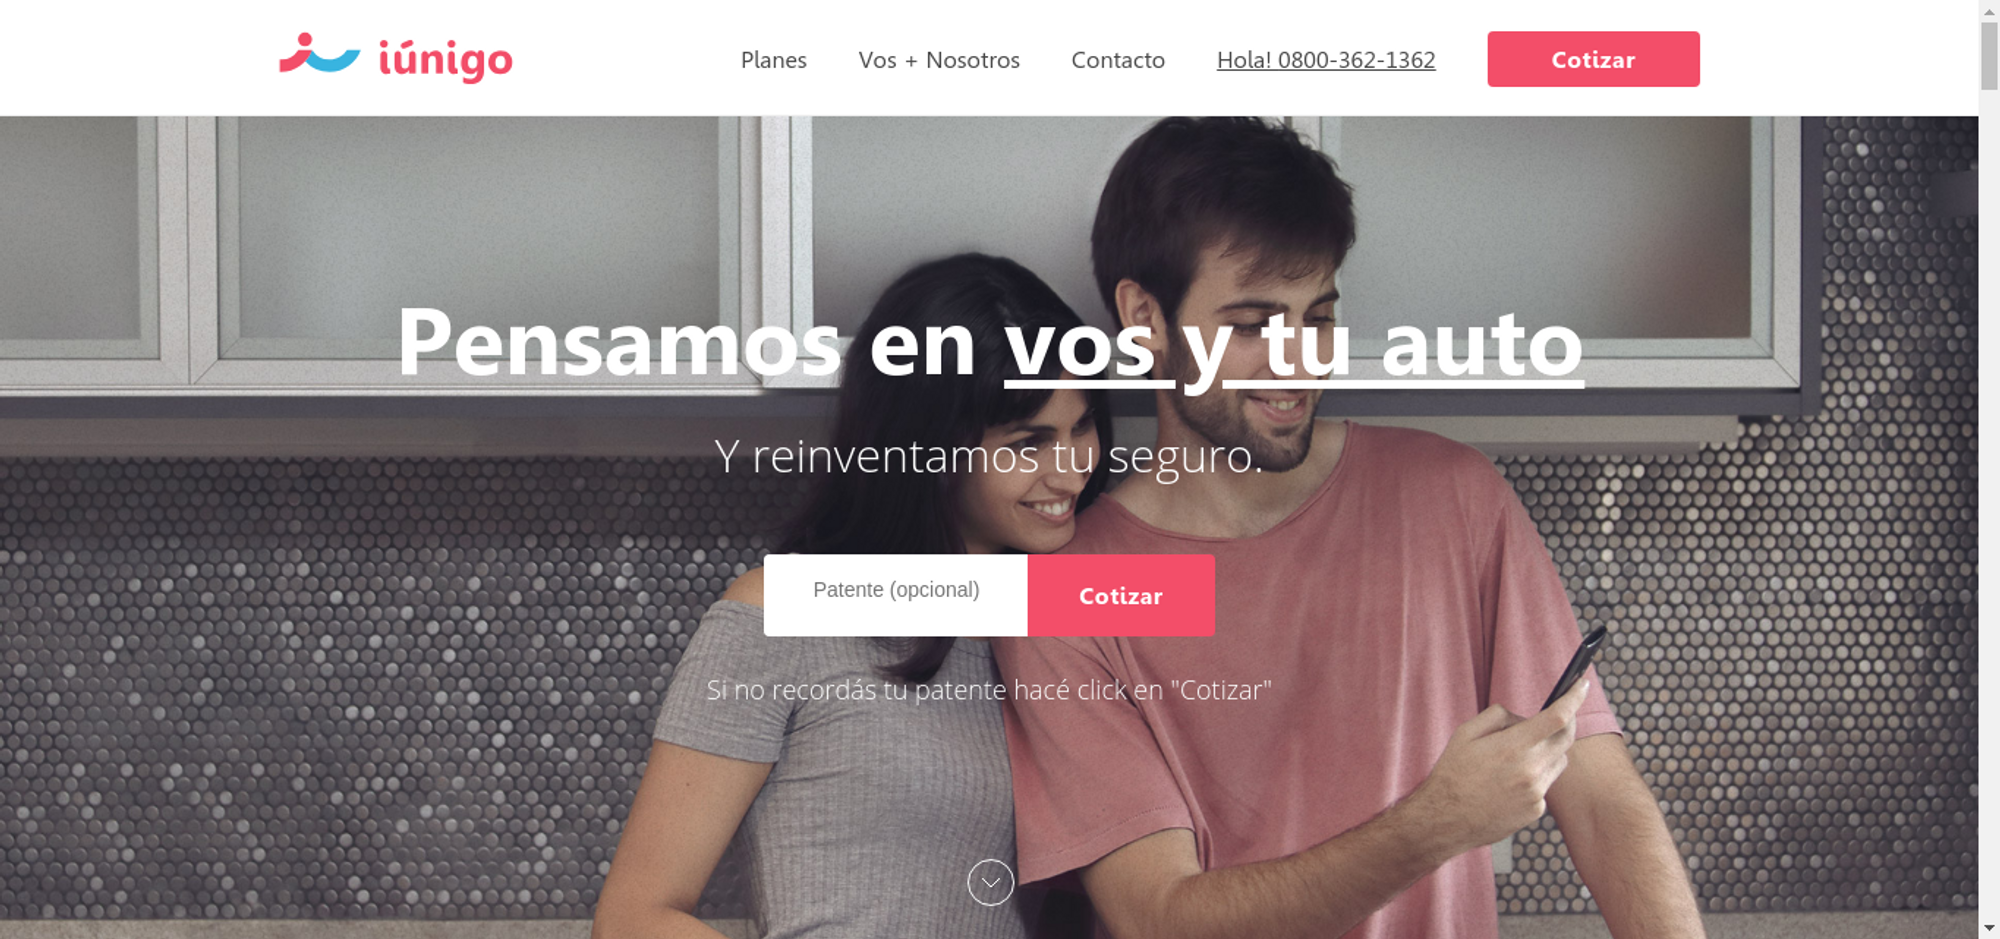 iúnigo
Planes
Vos + Nosotros
Contacto
Hola! 0800-362-1362
Cotizar
Pensamos en vos y tu auto
Y reinventamos tu seguro.
Patente (opcional)
Cotizar
Si no recordás tu patente hacé click en "Cotizar"